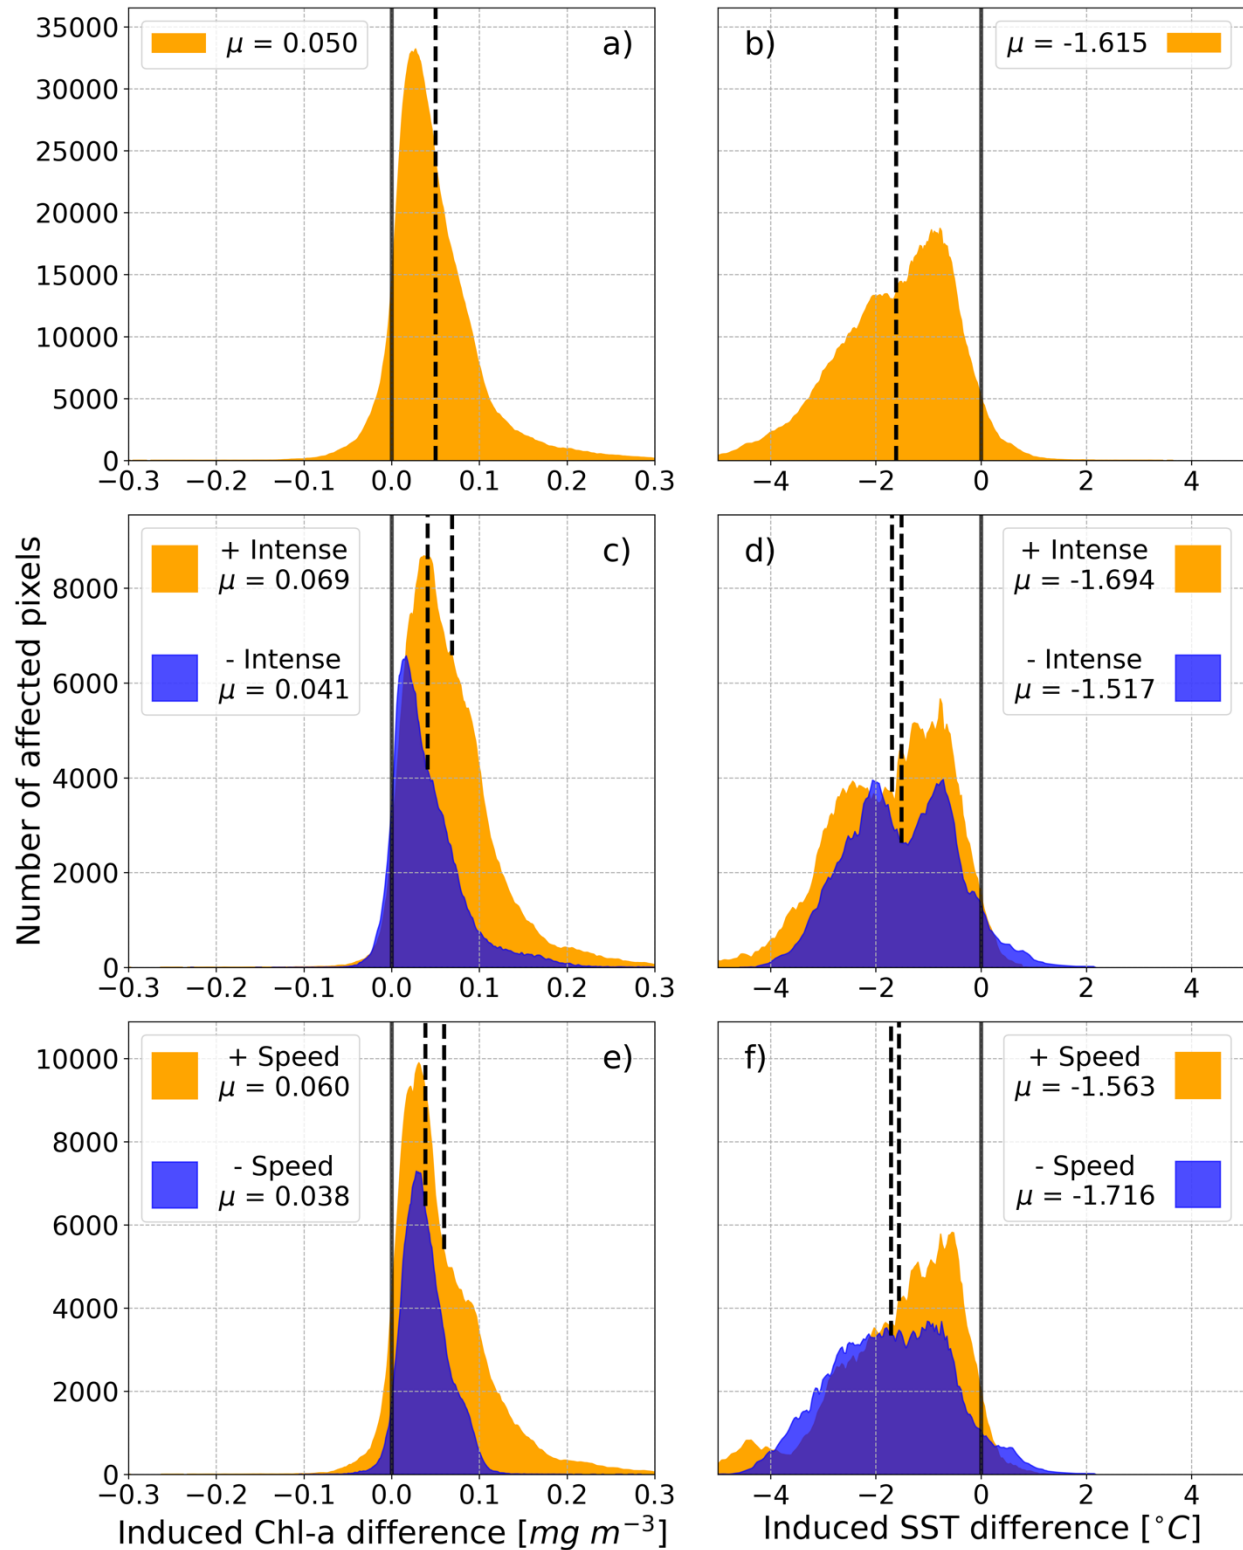 μ = 0.050
a)
35000
30000
25000
20000
15000
10000
5000
0
−0.3 −0.2 −0.1 0.0 0.1 0.2 0.3
b)
μ = -1.615
−4 −2 0 2 4
Number of affected pixels
+ Intense
μ = 0.069
- Intense
μ = 0.041
c)
8000
6000
4000
2000
0
−0.3 −0.2 −0.1 0.0 0.1 0.2 0.3
d)
+ Intense
μ = -1.694
- Intense
μ = -1.517
−4 −2 0 2 4
+ Speed
μ = 0.060
- Speed
μ = 0.038
e)
10000
8000
6000
4000
2000
0
−0.3 −0.2 −0.1 0.0 0.1 0.2 0.3
Induced Chl-a difference [mg m⁻³]
f)
+ Speed
μ = -1.563
- Speed
μ = -1.716
−4 −2 0 2 4
Induced SST difference [°C]